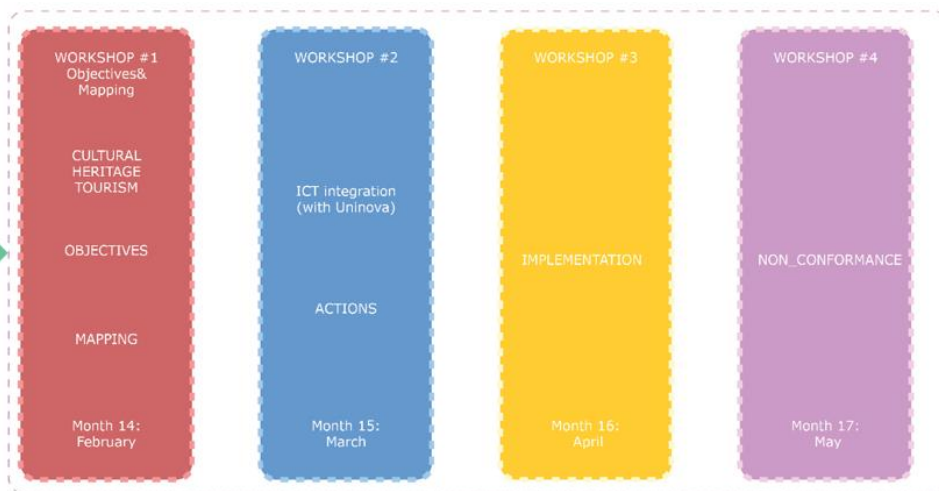 WORKSHOP #1
Objectives&
Mapping
CULTURAL
HERITAGE
TOURISM
OBJECTIVES
MAPPING
Month 14:
February
WORKSHOP #2
ICT integration
(with Uninova)
ACTIONS
Month 15:
March
WORKSHOP #3
IMPLEMENTATION
Month 16:
April
WORKSHOP #4
NON_CONFORMANCE
Month 17:
May